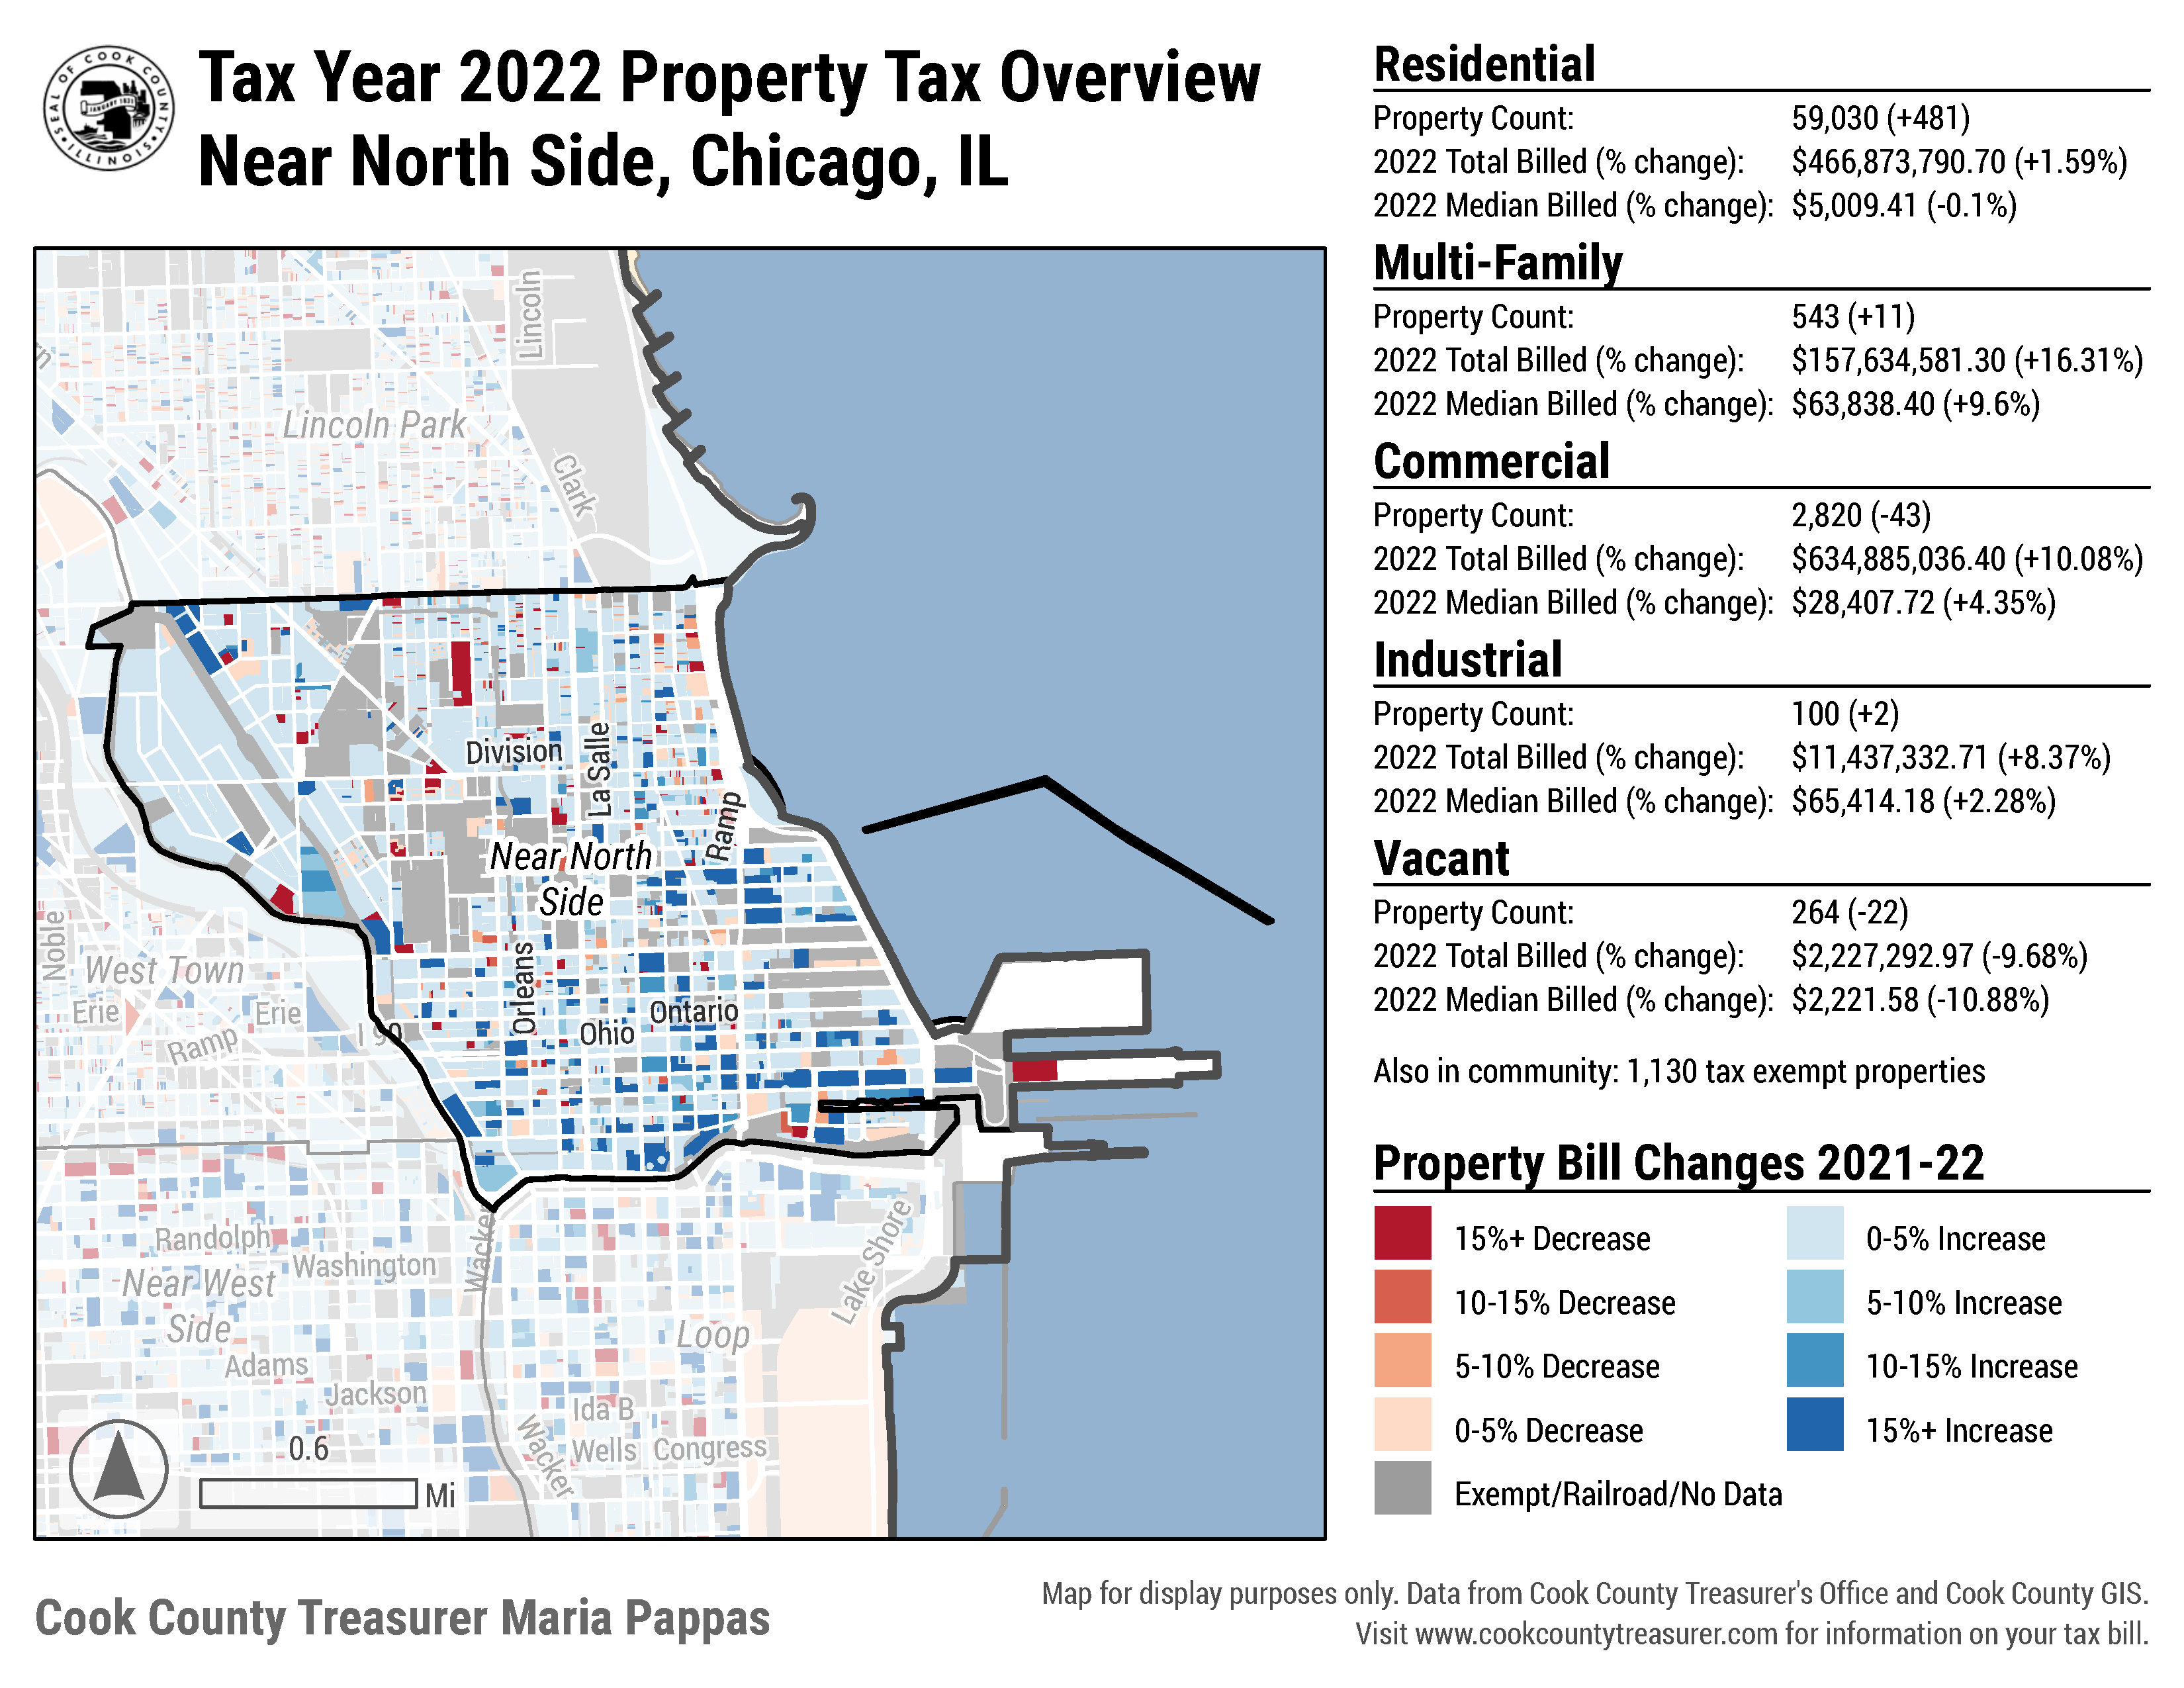 SEAL OF COOK COUNTY
ILLINOIS
JANUARY 1831
Tax Year 2022 Property Tax Overview
Near North Side, Chicago, IL
Lincoln
Lincoln Park
Clark
Division
La Salle
Ramp
Near North
Side
Noble
West Town
Orleans
Erie
Erie
Ontario
I 90
Ohio
Ramp
Randolph
Washington
Wacker
Lake Shore
Near West
Side
Loop
Adams
Jackson
Ida B
Wells
Congress
Wacker
0.6
Mi
Residential
Property Count: 59,030 (+481)
2022 Total Billed (% change): $466,873,790.70 (+1.59%)
2022 Median Billed (% change): $5,009.41 (-0.1%)
Multi-Family
Property Count: 543 (+11)
2022 Total Billed (% change): $157,634,581.30 (+16.31%)
2022 Median Billed (% change): $63,838.40 (+9.6%)
Commercial
Property Count: 2,820 (-43)
2022 Total Billed (% change): $634,885,036.40 (+10.08%)
2022 Median Billed (% change): $28,407.72 (+4.35%)
Industrial
Property Count: 100 (+2)
2022 Total Billed (% change): $11,437,332.71 (+8.37%)
2022 Median Billed (% change): $65,414.18 (+2.28%)
Vacant
Property Count: 264 (-22)
2022 Total Billed (% change): $2,227,292.97 (-9.68%)
2022 Median Billed (% change): $2,221.58 (-10.88%)
Also in community: 1,130 tax exempt properties
Property Bill Changes 2021-22
15%+ Decrease
10-15% Decrease
5-10% Decrease
0-5% Decrease
Exempt/Railroad/No Data
0-5% Increase
5-10% Increase
10-15% Increase
15%+ Increase
Cook County Treasurer Maria Pappas
Map for display purposes only. Data from Cook County Treasurer's Office and Cook County GIS.
Visit www.cookcountytreasurer.com for information on your tax bill.